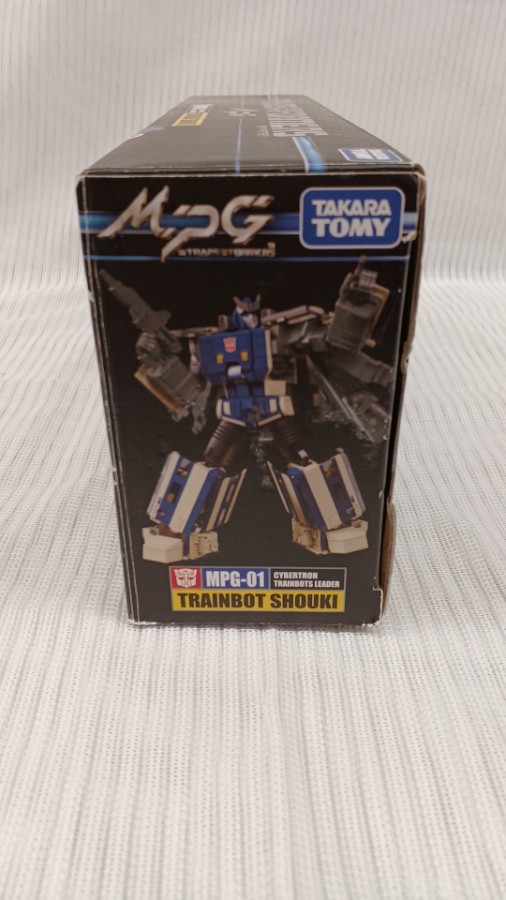 MPG
TRANSFORMERS
TAKARA
TOMY
MPG-01
CYBERTRON
TRAINBOTS LEADER
TRAINBOT SHOUKI